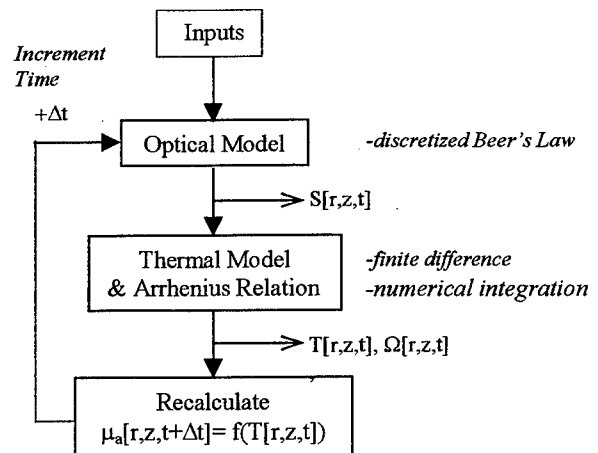 Inputs
Increment
Time
+Δt
Optical Model
-discretized Beer's Law
S[r,z,t]
Thermal Model
& Arrhenius Relation
-finite difference
-numerical integration
T[r,z,t], Ω[r,z,t]
Recalculate
μₐ[r,z,t+Δt]= f(T[r,z,t])